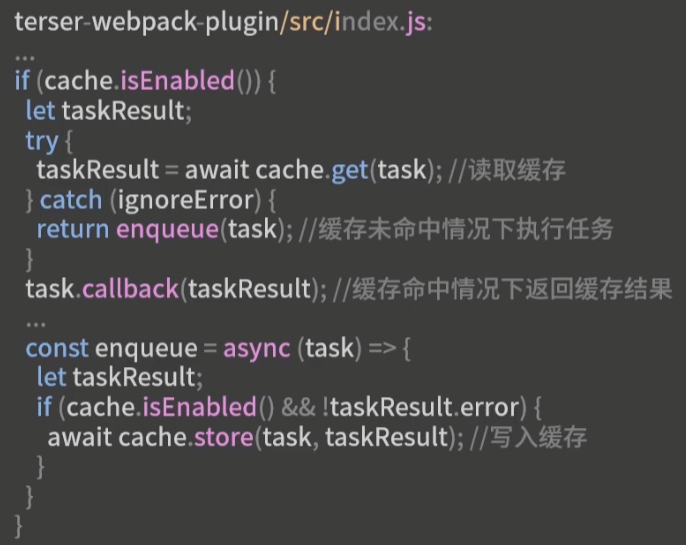 terser-webpack-plugin/src/index.js:
...
if (cache.isEnabled()) {
let taskResult;
try {
taskResult = await cache.get(task); //读取缓存
} catch (ignoreError) {
return enqueue(task); //缓存未命中情况下执行任务
}
task.callback(taskResult); //缓存命中情况下返回缓存结果
...
const enqueue = async (task) => {
let taskResult;
if (cache.isEnabled() && !taskResult.error) {
await cache.store(task, taskResult); //写入缓存
}
}
}